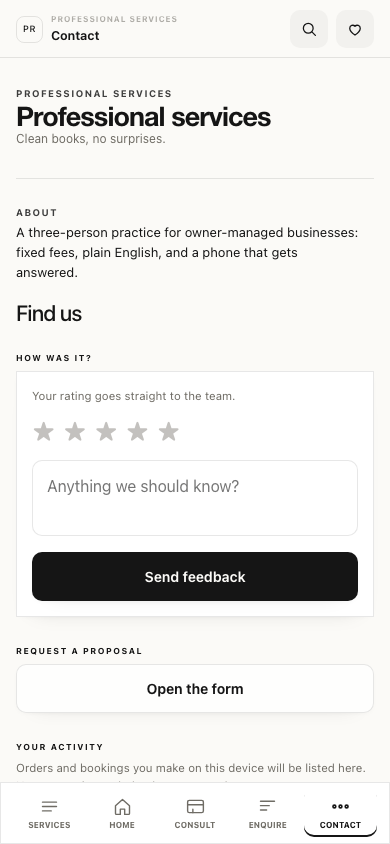 PR
PROFESSIONAL SERVICES
Contact
PROFESSIONAL SERVICES
Professional services
Clean books, no surprises.
ABOUT
A three-person practice for owner-managed businesses:
fixed fees, plain English, and a phone that gets
answered.
Find us
HOW WAS IT?
Your rating goes straight to the team.
Anything we should know?
Send feedback
REQUEST A PROPOSAL
Open the form
YOUR ACTIVITY
Orders and bookings you make on this device will be listed here.
SERVICES
HOME
CONSULT
ENQUIRE
CONTACT